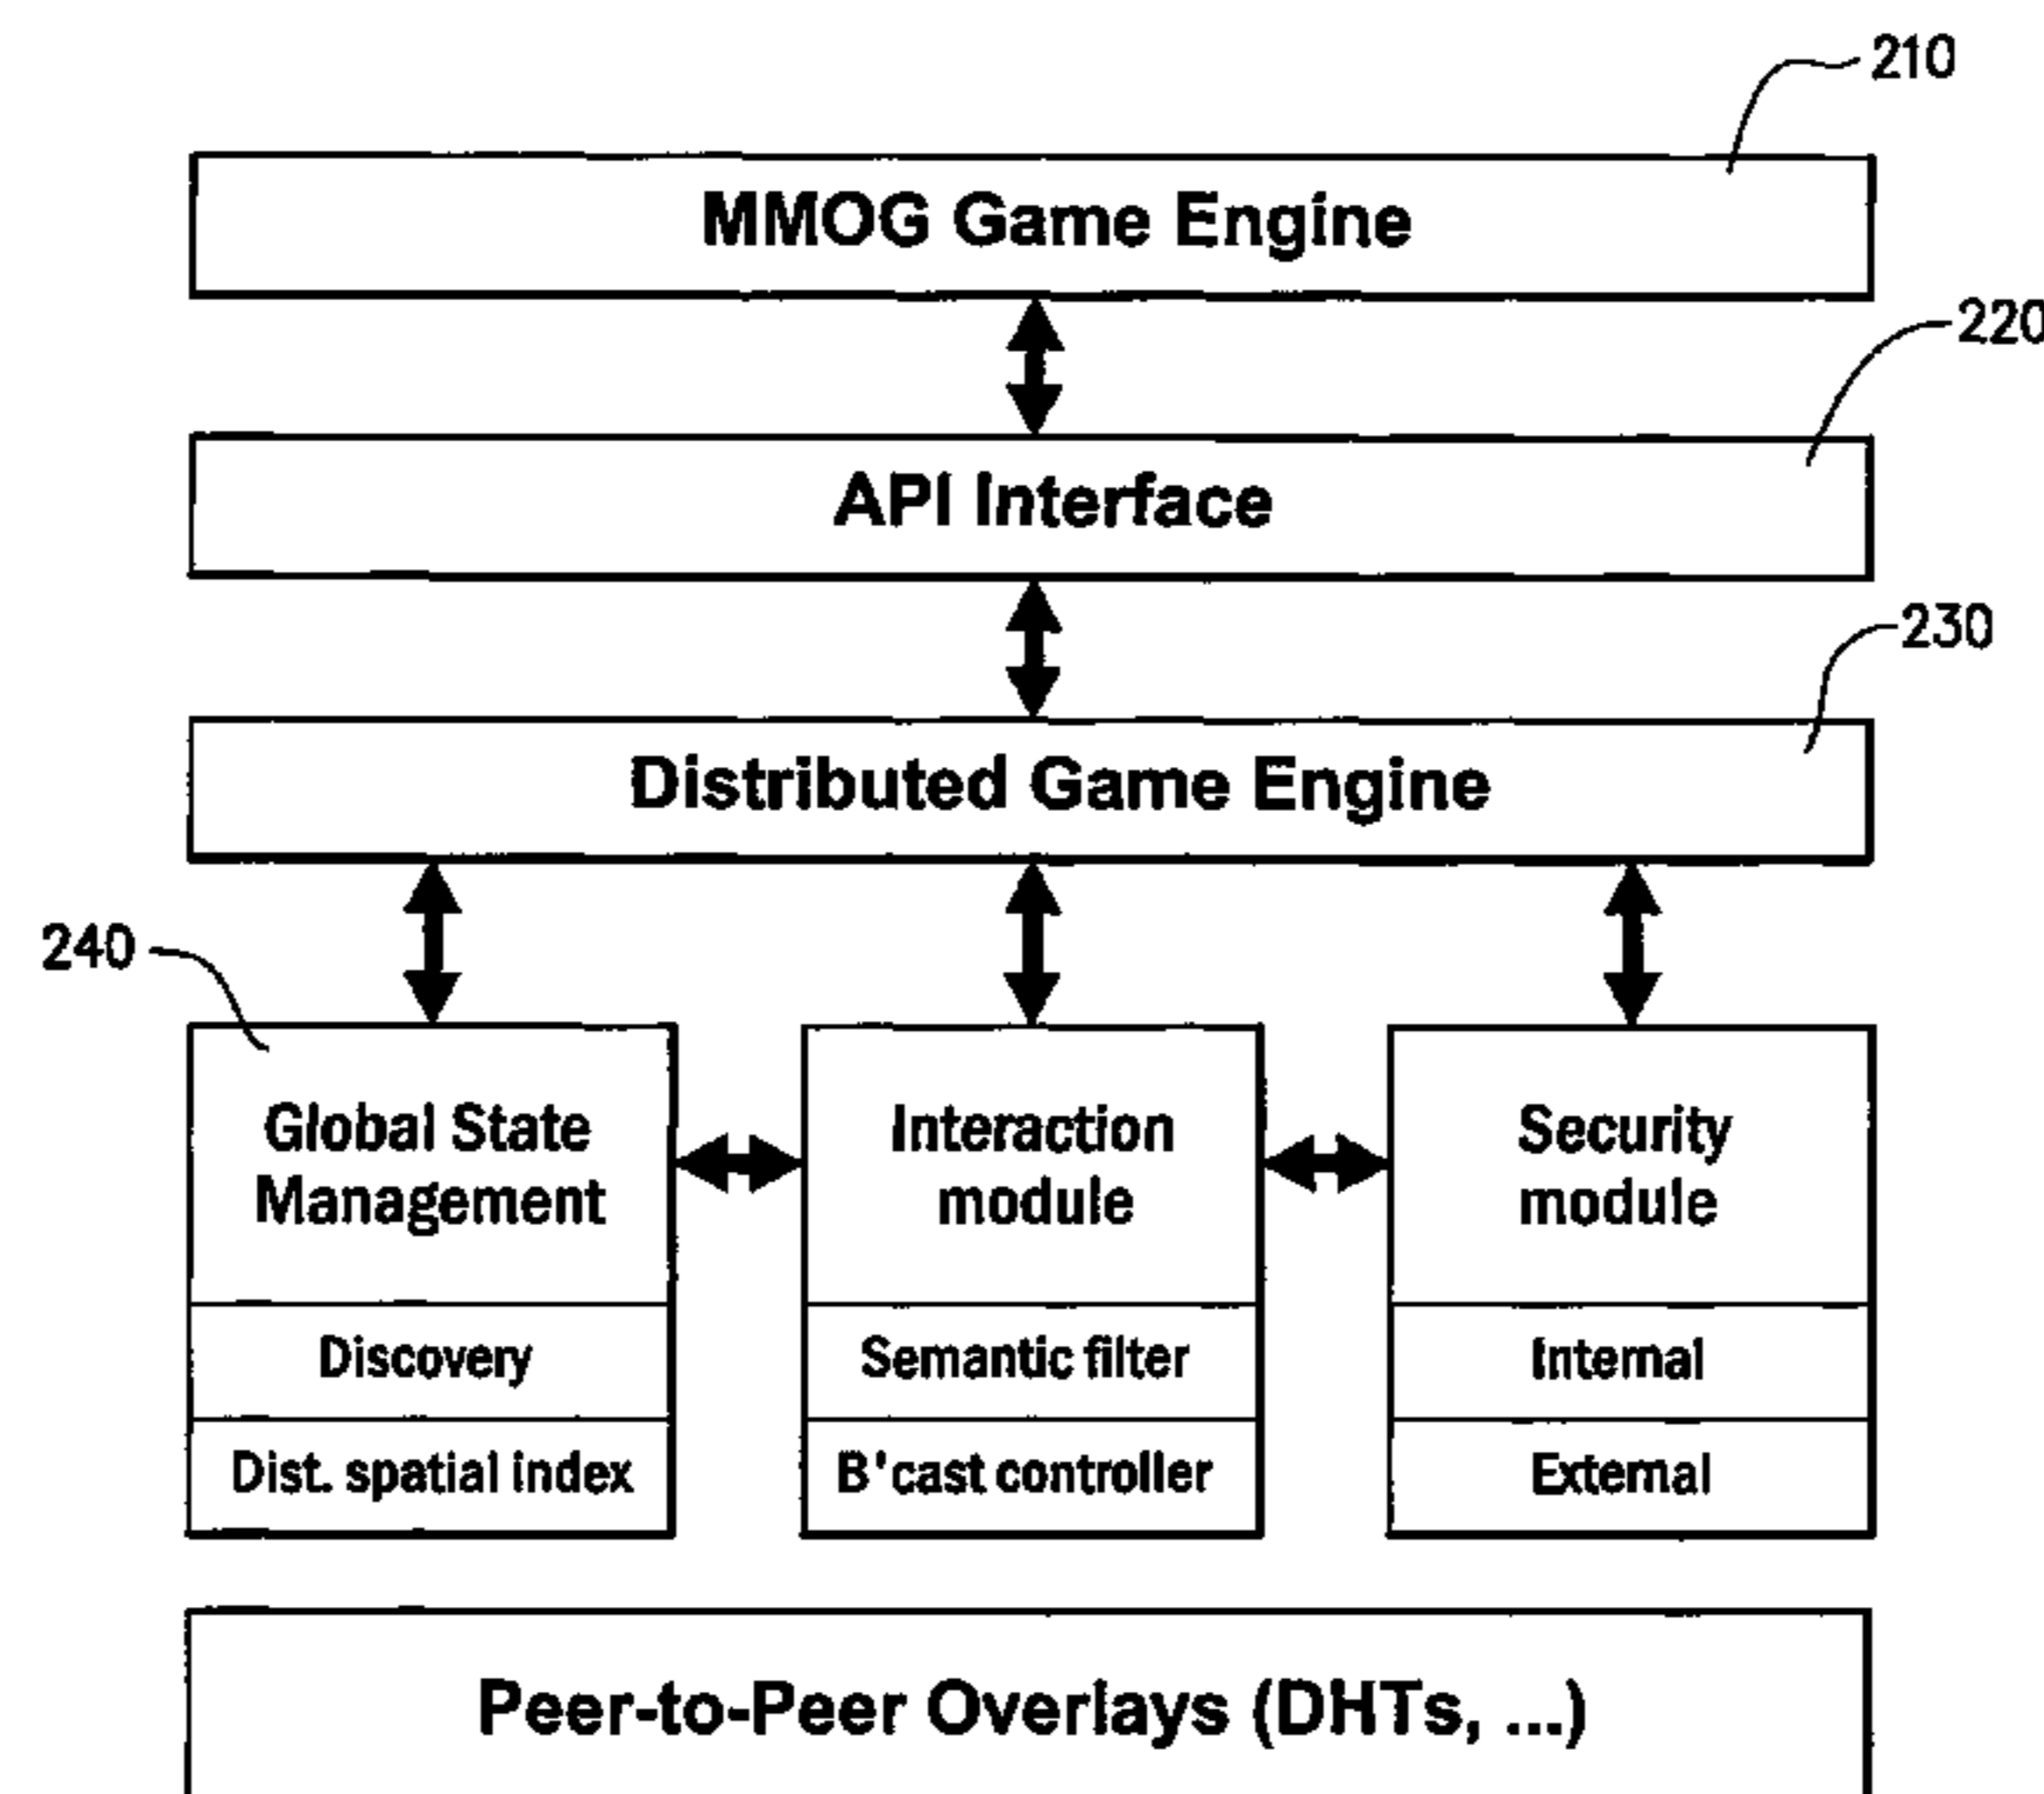 210
MMOG Game Engine
220
API Interface
230
Distributed Game Engine
240
Global State
Management
Interaction
module
Security
module
Discovery
Semantic filter
Internal
Dist. spatial index
B'cast controller
External
Peer-to-Peer Overlays (DHTs, ...)